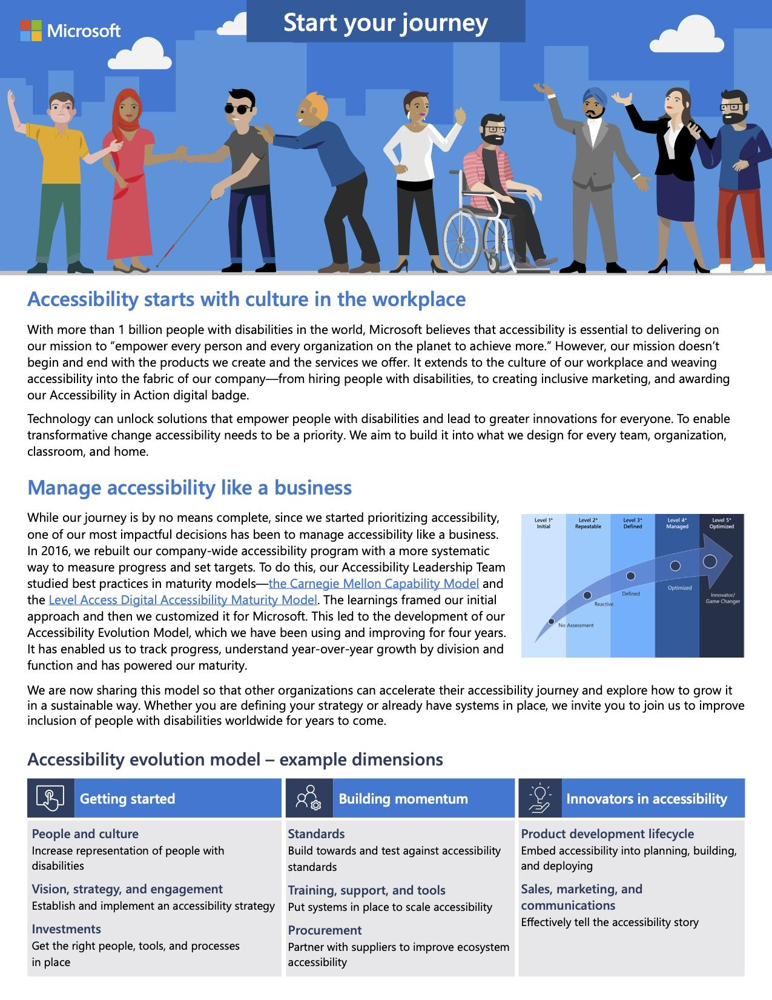 Microsoft
Start your journey
Accessibility starts with culture in the workplace
With more than 1 billion people with disabilities in the world, Microsoft believes that accessibility is essential to delivering on
our mission to “empower every person and every organization on the planet to achieve more.” However, our mission doesn’t
begin and end with the products we create and the services we offer. It extends to the culture of our workplace and weaving
accessibility into the fabric of our company—from hiring people with disabilities, to creating inclusive marketing, and awarding
our Accessibility in Action digital badge.
Technology can unlock solutions that empower people with disabilities and lead to greater innovations for everyone. To enable
transformative change accessibility needs to be a priority. We aim to build it into what we design for every team, organization,
classroom, and home.
Manage accessibility like a business
While our journey is by no means complete, since we started prioritizing accessibility,
one of our most impactful decisions has been to manage accessibility like a business.
In 2016, we rebuilt our company-wide accessibility program with a more systematic
way to measure progress and set targets. To do this, our Accessibility Leadership Team
studied best practices in maturity models—the Carnegie Mellon Capability Model and
the Level Access Digital Accessibility Maturity Model. The learnings framed our initial
approach and then we customized it for Microsoft. This led to the development of our
Accessibility Evolution Model, which we have been using and improving for four years.
It has enabled us to track progress, understand year-over-year growth by division and
function and has powered our maturity.
Level 1*
Initial
Level 2*
Repeatable
Level 3*
Defined
Level 4*
Managed
Level 5*
Optimized
No Assessment
Reactive
Defined
Optimized
Innovator/
Game Changer
We are now sharing this model so that other organizations can accelerate their accessibility journey and explore how to grow it
in a sustainable way. Whether you are defining your strategy or already have systems in place, we invite you to join us to improve
inclusion of people with disabilities worldwide for years to come.
Accessibility evolution model – example dimensions
Getting started
People and culture
Increase representation of people with
disabilities
Vision, strategy, and engagement
Establish and implement an accessibility strategy
Investments
Get the right people, tools, and processes
in place
Building momentum
Standards
Build towards and test against accessibility
standards
Training, support, and tools
Put systems in place to scale accessibility
Procurement
Partner with suppliers to improve ecosystem
accessibility
Innovators in accessibility
Product development lifecycle
Embed accessibility into planning, building,
and deploying
Sales, marketing, and
communications
Effectively tell the accessibility story